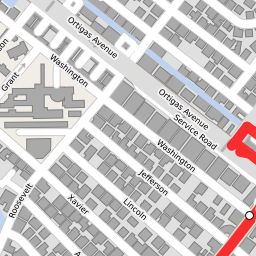 Ortigas Avenue
Washington
Grant
Ortigas Avenue
Service Road
Washington
Jefferson
Roosevelt
Xavier
Lincoln